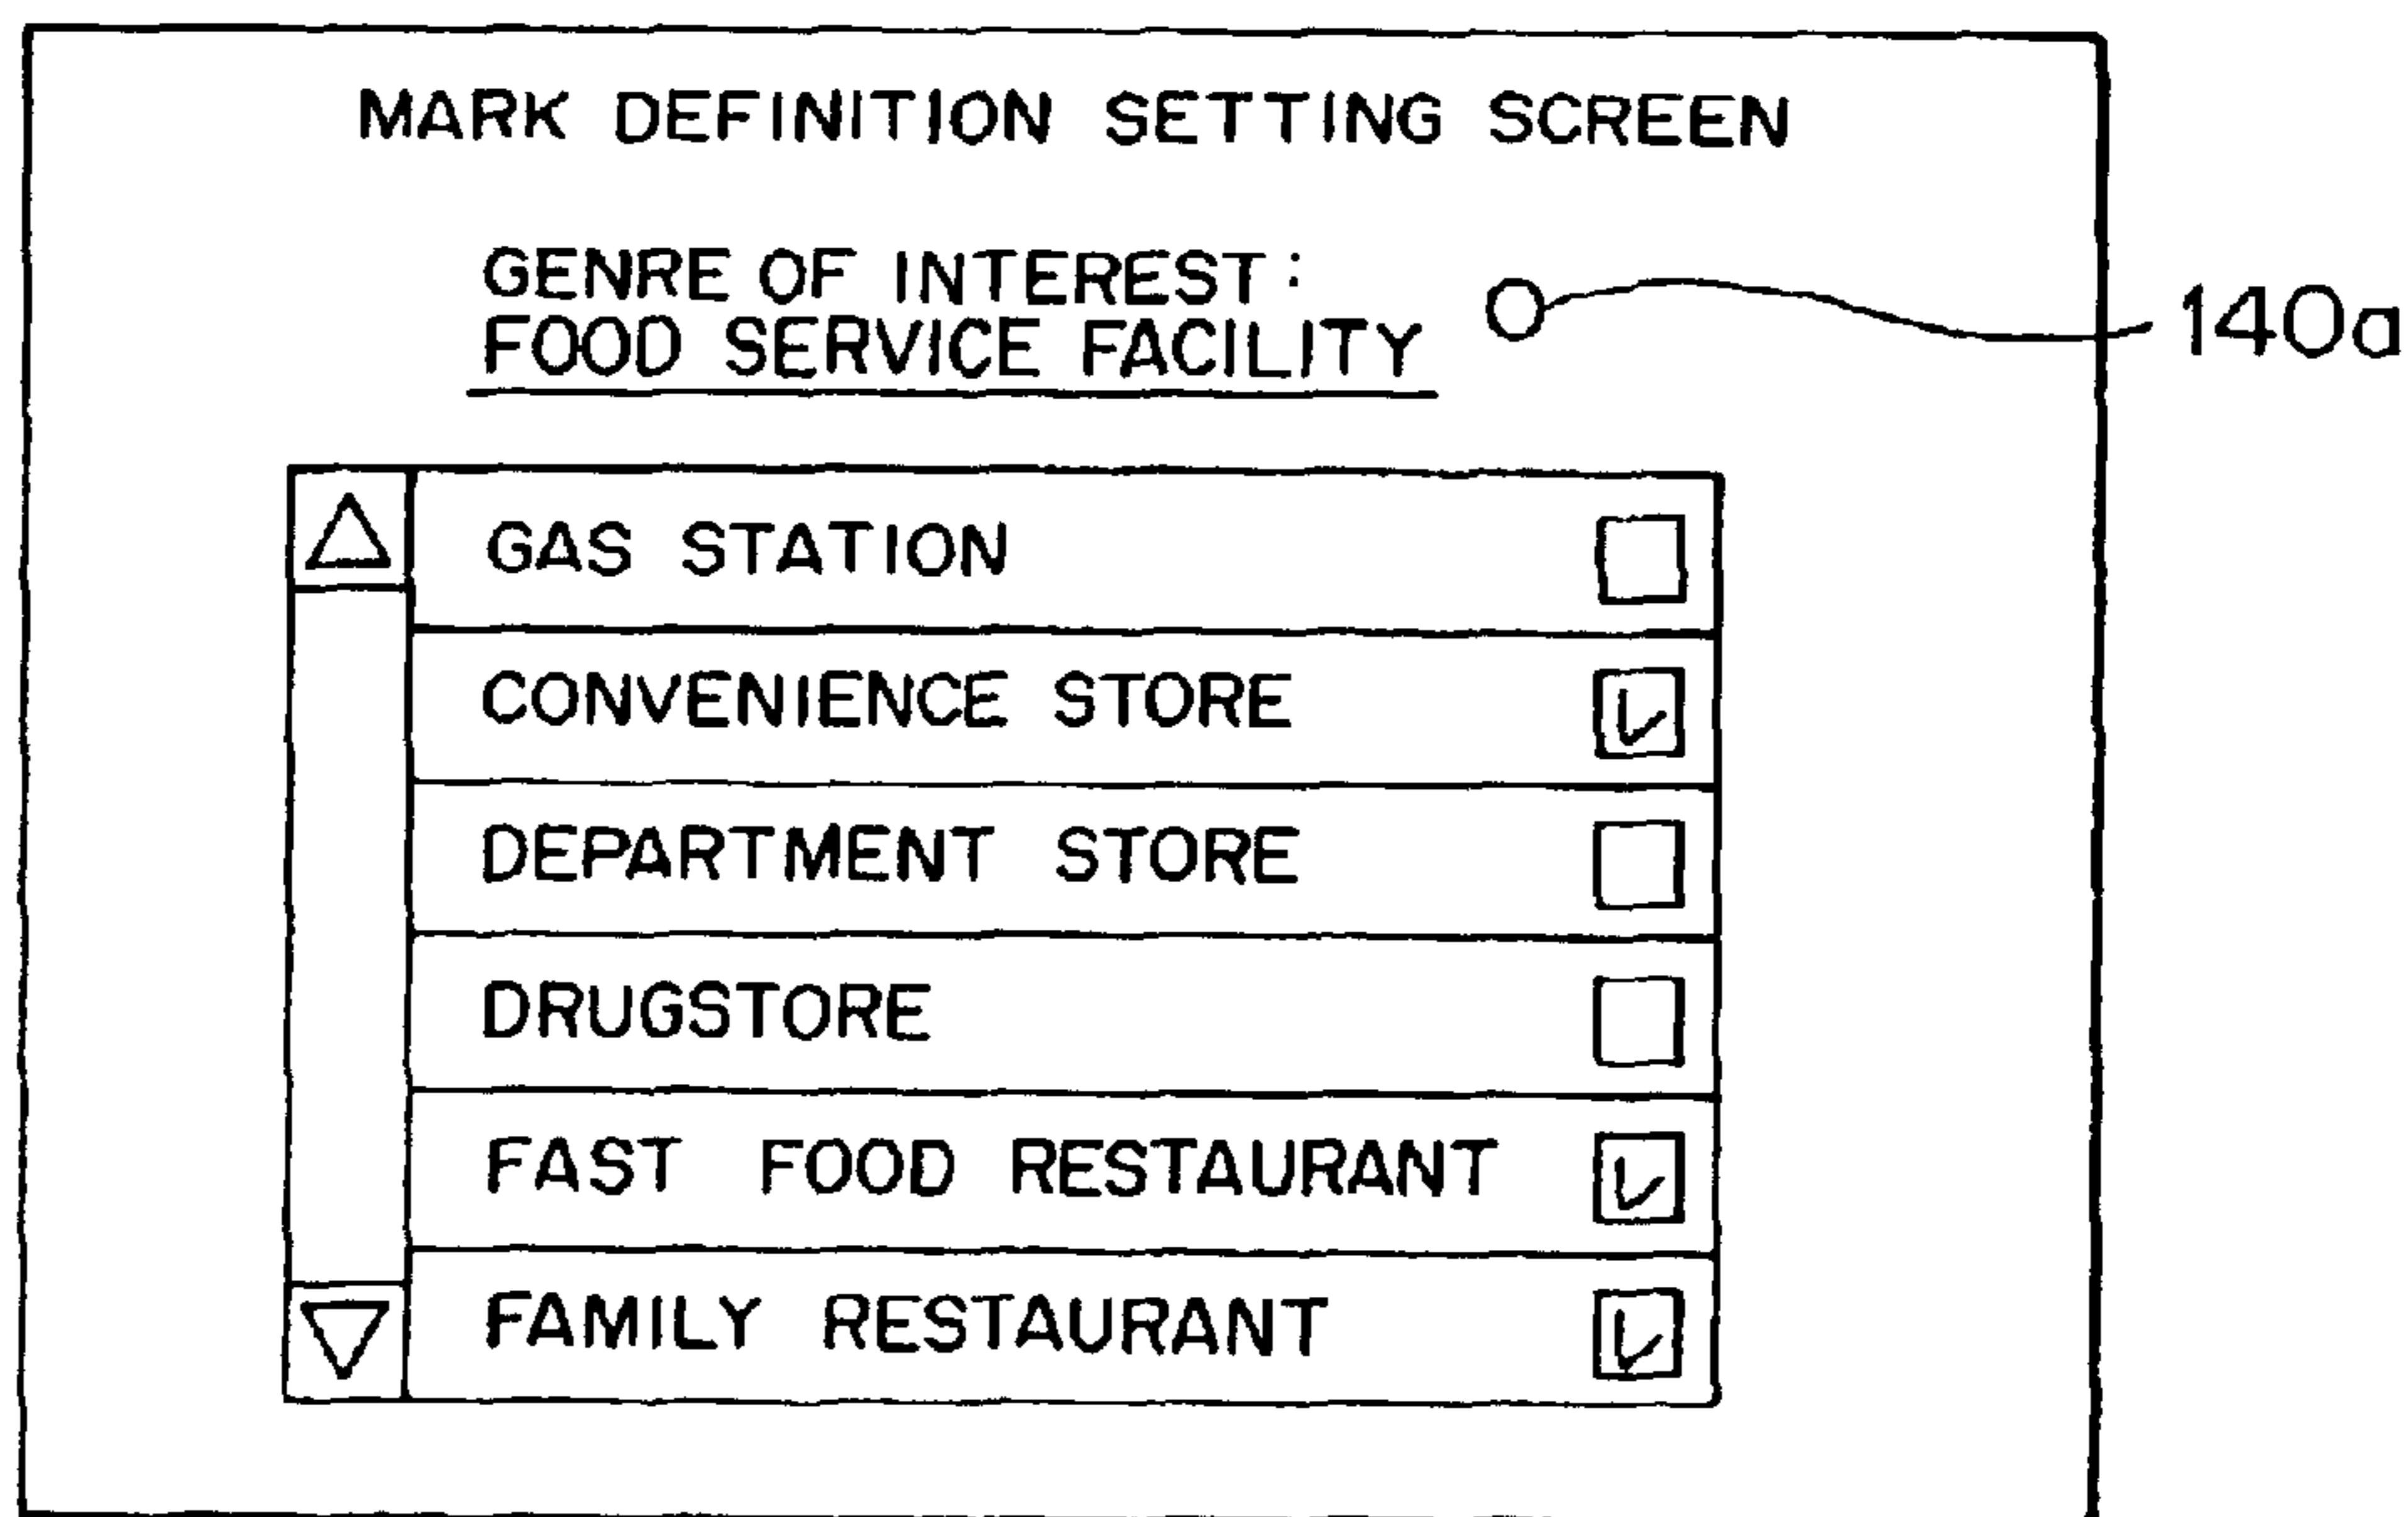 MARK DEFINITION SETTING SCREEN
GENRE OF INTEREST:
FOOD SERVICE FACILITY
140a
GAS STATION
CONVENIENCE STORE
DEPARTMENT STORE
DRUGSTORE
FAST FOOD RESTAURANT
FAMILY RESTAURANT